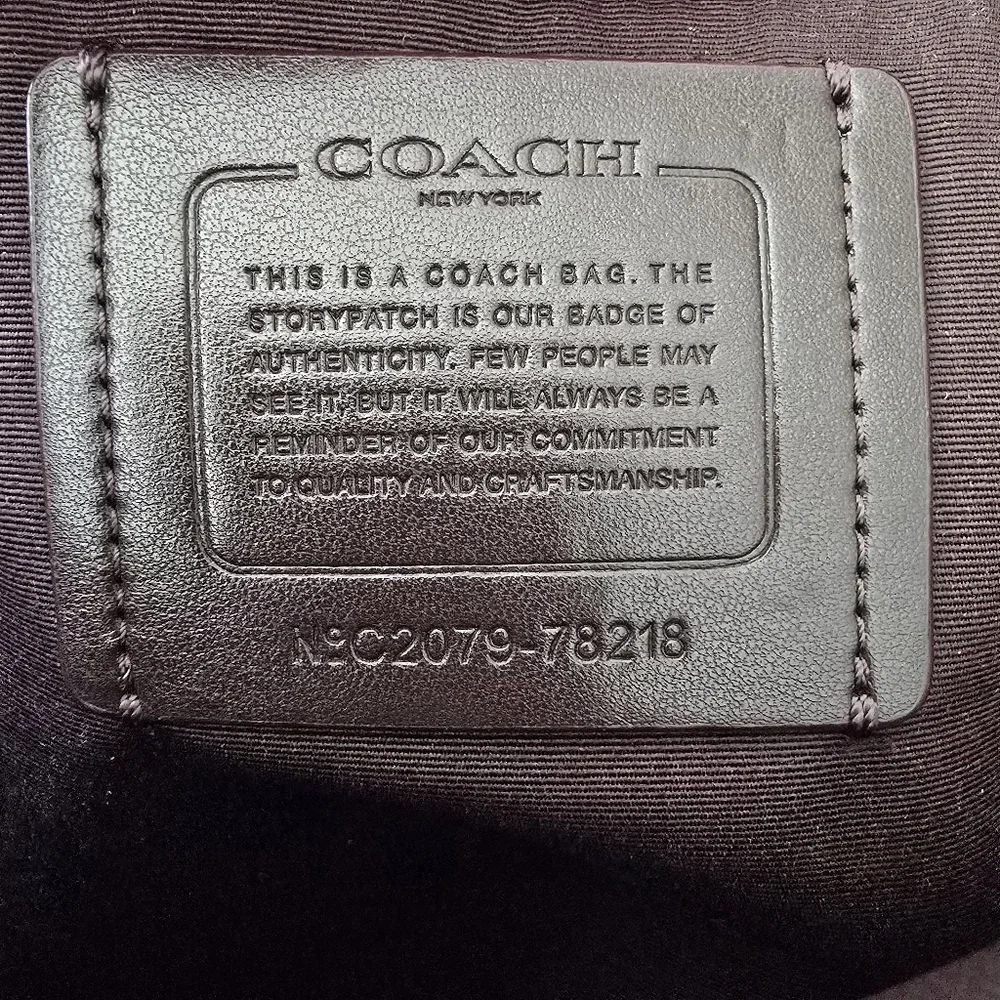 COACH
NEW YORK
THIS IS A COACH BAG. THE
STORYPATCH IS OUR BADGE OF
AUTHENTICITY. FEW PEOPLE MAY
SEE IT, BUT IT WILL ALWAYS BE A
REMINDER OF OUR COMMITMENT
TO QUALITY AND CRAFTSMANSHIP.
NºC2079-78218